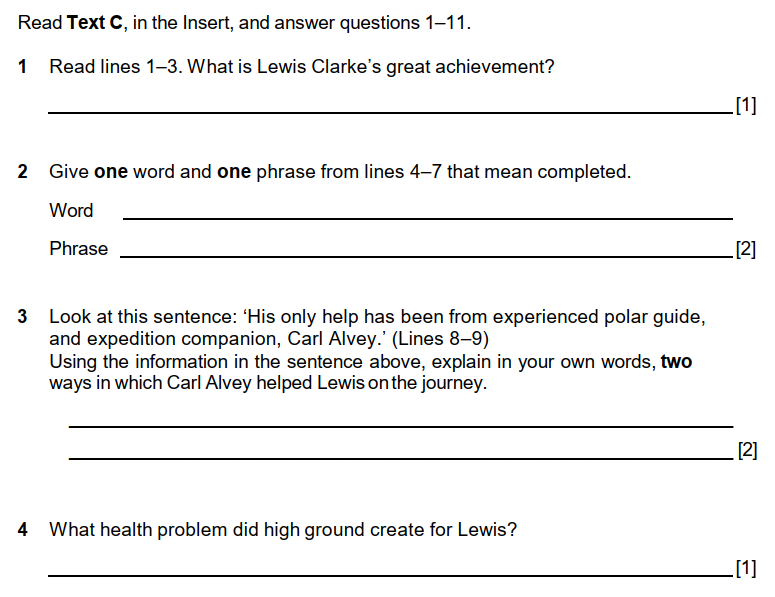 Read Text C, in the Insert, and answer questions 1–11.
1 Read lines 1–3. What is Lewis Clarke’s great achievement?
[1]
2 Give one word and one phrase from lines 4–7 that mean completed.
Word
Phrase [2]
3 Look at this sentence: ‘His only help has been from experienced polar guide,
and expedition companion, Carl Alvey.’ (Lines 8–9)
Using the information in the sentence above, explain in your own words, two
ways in which Carl Alvey helped Lewis on the journey.
[2]
4 What health problem did high ground create for Lewis?
[1]